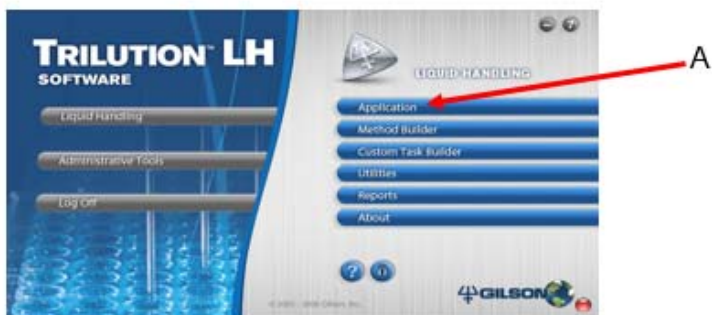 TRILUTION™ LH
SOFTWARE
Liquid Handling
Administrative Tools
Log Off
LIQUID HANDLING
Application
Method Builder
Custom Task Builder
Utilities
Reports
About
?
GILSON
A